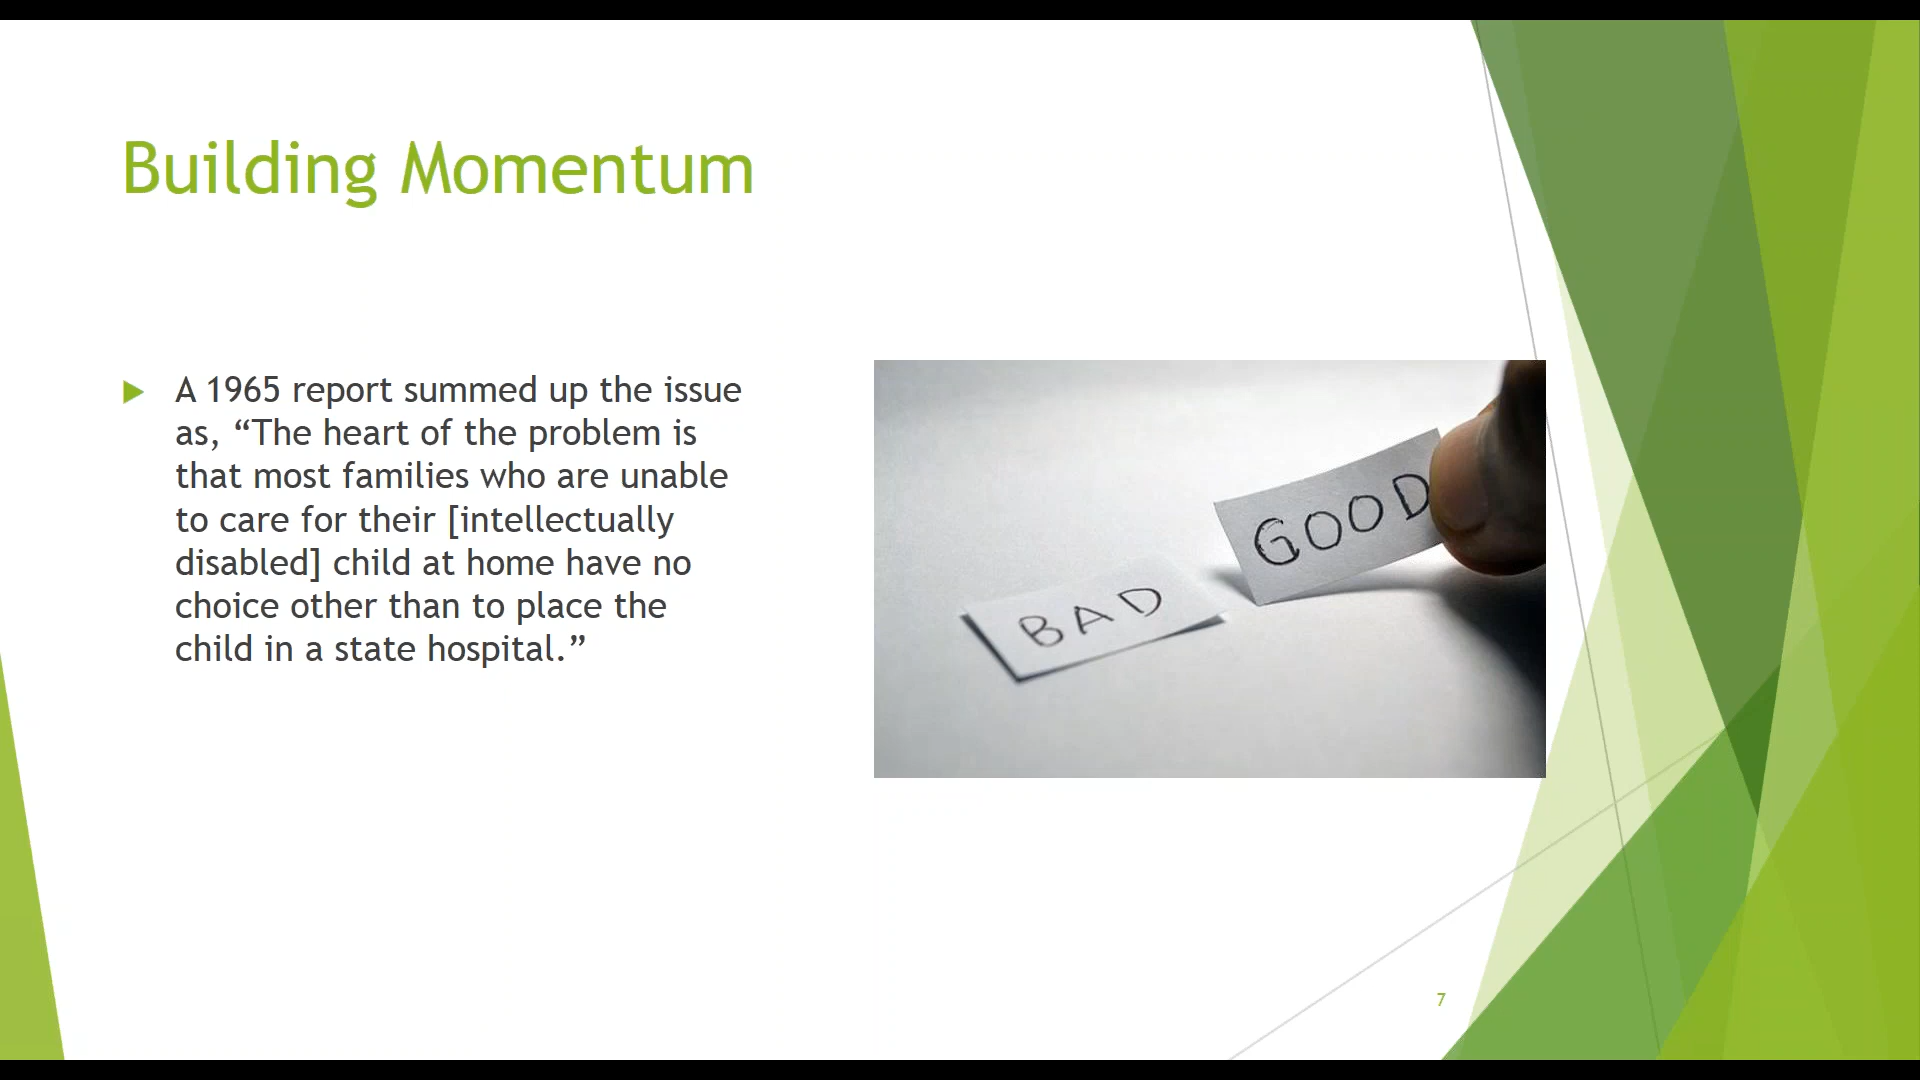 Building Momentum
A 1965 report summed up the issue
as, “The heart of the problem is
that most families who are unable
to care for their [intellectually
disabled] child at home have no
choice other than to place the
child in a state hospital.”
GOOD
BAD
7